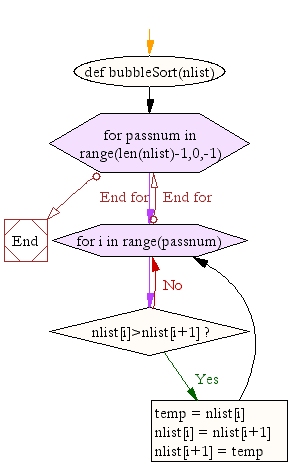 def bubbleSort(nlist)
for passnum in
range(len(nlist)-1,0,-1)
End for End for
End
for i in range(passnum)
No
nlist[i]>nlist[i+1] ?
Yes
temp = nlist[i]
nlist[i] = nlist[i+1]
nlist[i+1] = temp